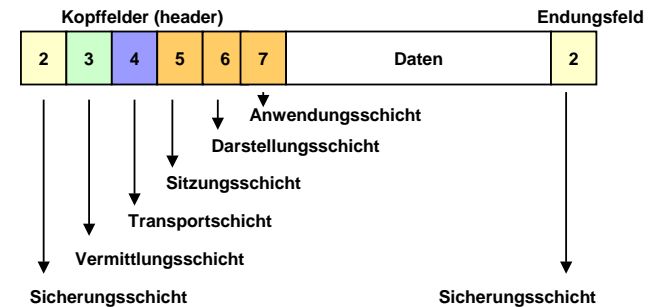 Kopffelder (header) Endungsfeld
2 3 4 5 6 7 Daten 2
Anwendungsschicht
Darstellungsschicht
Sitzungsschicht
Transportschicht
Vermittlungsschicht
Sicherungsschicht Sicherungsschicht